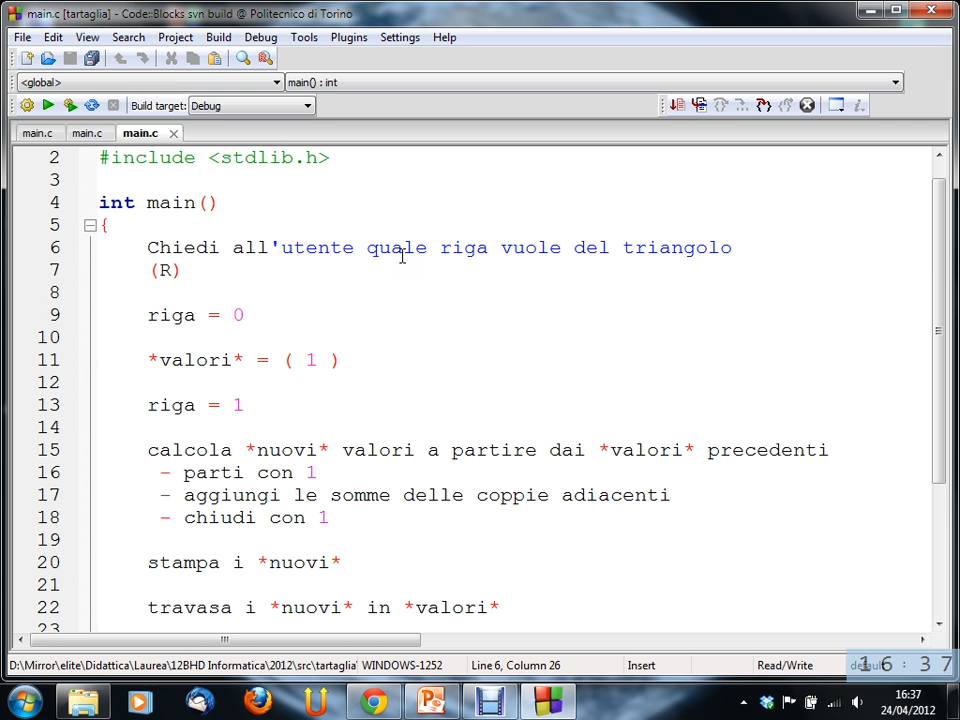 main.c [tartaglia] - Code::Blocks svn build @ Politecnico di Torino
File Edit View Search Project Build Debug Tools Plugins Settings Help
<global> main() : int
Build target: Debug
main.c main.c main.c
2 #include <stdlib.h>
3
4 int main()
5 {
6 Chiedi all'utente quale riga vuole del triangolo
7 (R)
8
9 riga = 0
10
11 *valori* = ( 1 )
12
13 riga = 1
14
15 calcola *nuovi* valori a partire dai *valori* precedenti
16 - parti con 1
17 - aggiungi le somme delle coppie adiacenti
18 - chiudi con 1
19
20 stampa i *nuovi*
21
22 travasa i *nuovi* in *valori*
23
D:\Mirror\elite\Didattica\Laurea\12BHD Informatica\2012\src\tartaglia\ WINDOWS-1252 Line 6, Column 26 Insert Read/Write default
16:37
16:37
24/04/2012